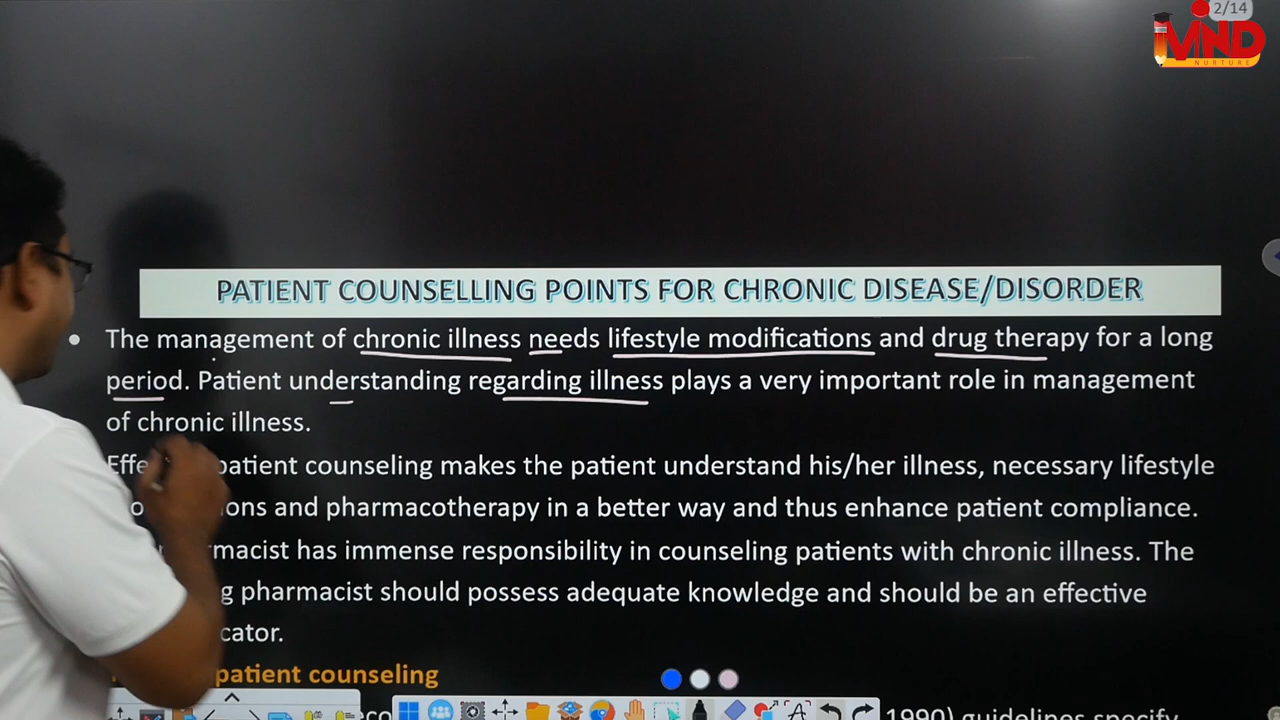 2/14
MIND
NURTURE
PATIENT COUNSELLING POINTS FOR CHRONIC DISEASE/DISORDER
The management of chronic illness needs lifestyle modifications and drug therapy for a long
period. Patient understanding regarding illness plays a very important role in management
of chronic illness.
patient counseling makes the patient understand his/her illness, necessary lifestyle
and pharmacotherapy in a better way and thus enhance patient compliance.
has immense responsibility in counseling patients with chronic illness. The
pharmacist should possess adequate knowledge and should be an effective
patient counseling
1990) guidelines specify